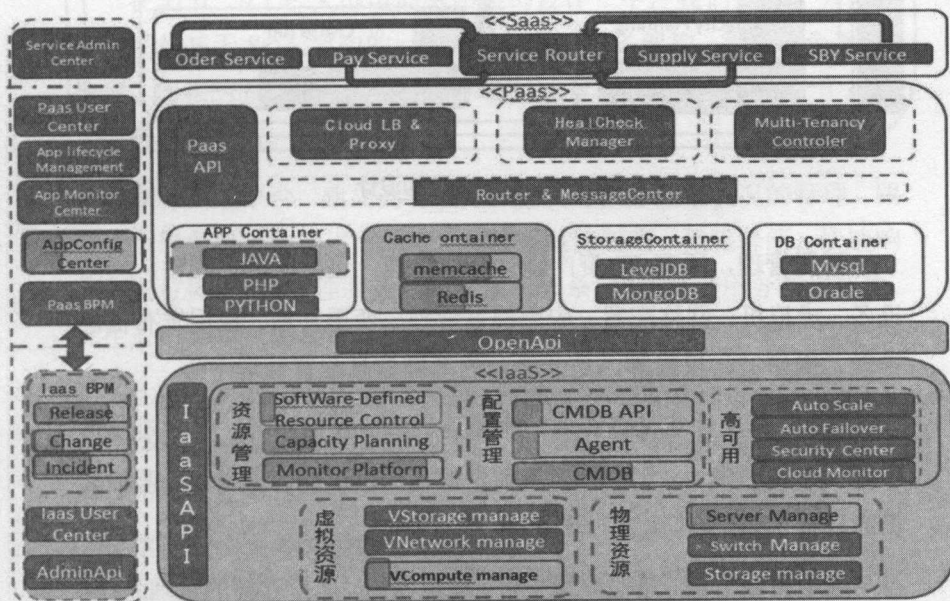 Service Admin
Center
Paas User
Center
App lifecycle
Management
App Monitor
Cemter
AppConfig
Center
Paas BPM
Iaas BPM
Release
Change
Incident
Iaas User
Center
AdminApi
<<Saas>>
Oder Service
Pay Service
Service Router
Supply Service
SBY Service
<<Paas>>
Paas
API
Cloud LB &
Proxy
HealCheck
Manager
Multi-Tenancy
Controler
Router & MessageCenter
APP Container
JAVA
PHP
PYTHON
Cache ontainer
memcache
Redis
StorageContainer
LevelDB
MongoDB
DB Container
Mysql
Oracle
OpenApi
<<IaaS>>
IaaSAPI
资源管理
SoftWare-Defined
Resource Control
Capacity Planning
Monitor Platform
配置管理
CMDB API
Agent
CMDB
高可用
Auto Scale
Auto Failover
Security Center
Cloud Monitor
虚拟资源
VStorage manage
VNetwork manage
VCompute manage
物理资源
Server Manage
Switch Manage
Storage manage